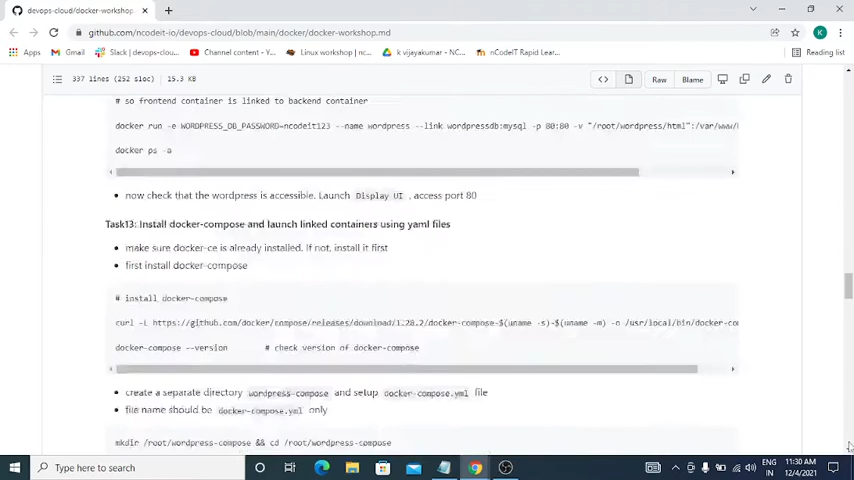 devops-cloud/docker-workshop
github.com/ncodeit-io/devops-cloud/blob/main/docker/docker-workshop.md
K
Apps
Gmail
Slack | devops-clou...
Channel content - Y...
Linux workshop | nc...
k vijayakumar - NC...
nCodeIT Rapid Lear...
Reading list
337 lines (252 sloc) 15.3 KB
Raw
Blame
# so frontend container is linked to backend container
docker run -e WORDPRESS_DB_PASSWORD=ncodeit123 --name wordpress --link wordpressdb:mysql -p 80:80 -v "/root/wordpress/html":/var/www/
docker ps -a
now check that the wordpress is accessible. Launch Display UI , access port 80
Task13: Install docker-compose and launch linked containers using yaml files
make sure docker-ce is already installed. If not, install it first
first install docker-compose
# install docker-compose
curl -L https://github.com/docker/compose/releases/download/1.28.2/docker-compose-$(uname -s)-$(uname -m) -o /usr/local/bin/docker-co
docker-compose --version # check version of docker-compose
create a separate directory wordpress-compose and setup docker-compose.yml file
file name should be docker-compose.yml only
mkdir /root/wordpress-compose && cd /root/wordpress-compose
Type here to search
ENG
IN
11:30 AM
12/4/2021